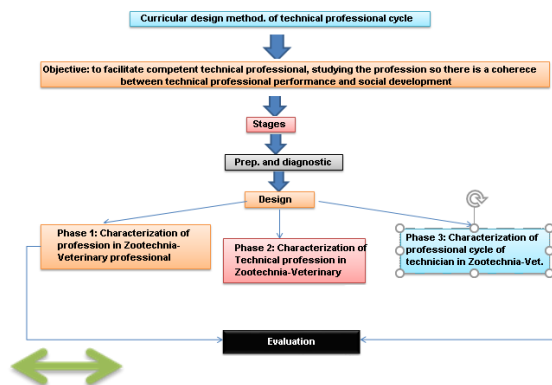 Curricular design method. of technical professional cycle
Objective: to facilitate competent technical professional, studying the profession so there is a coherece
between technical professional performance and social development
Stages
Prep. and diagnostic
Design
Phase 1: Characterization of
profession in Zootechnia-
Veterinary professional
Phase 2: Characterization of
Technical profession in
Zootechnia-Veterinary
Phase 3: Characterization of
professional cycle of
technician in Zootechnia-Vet.
Evaluation